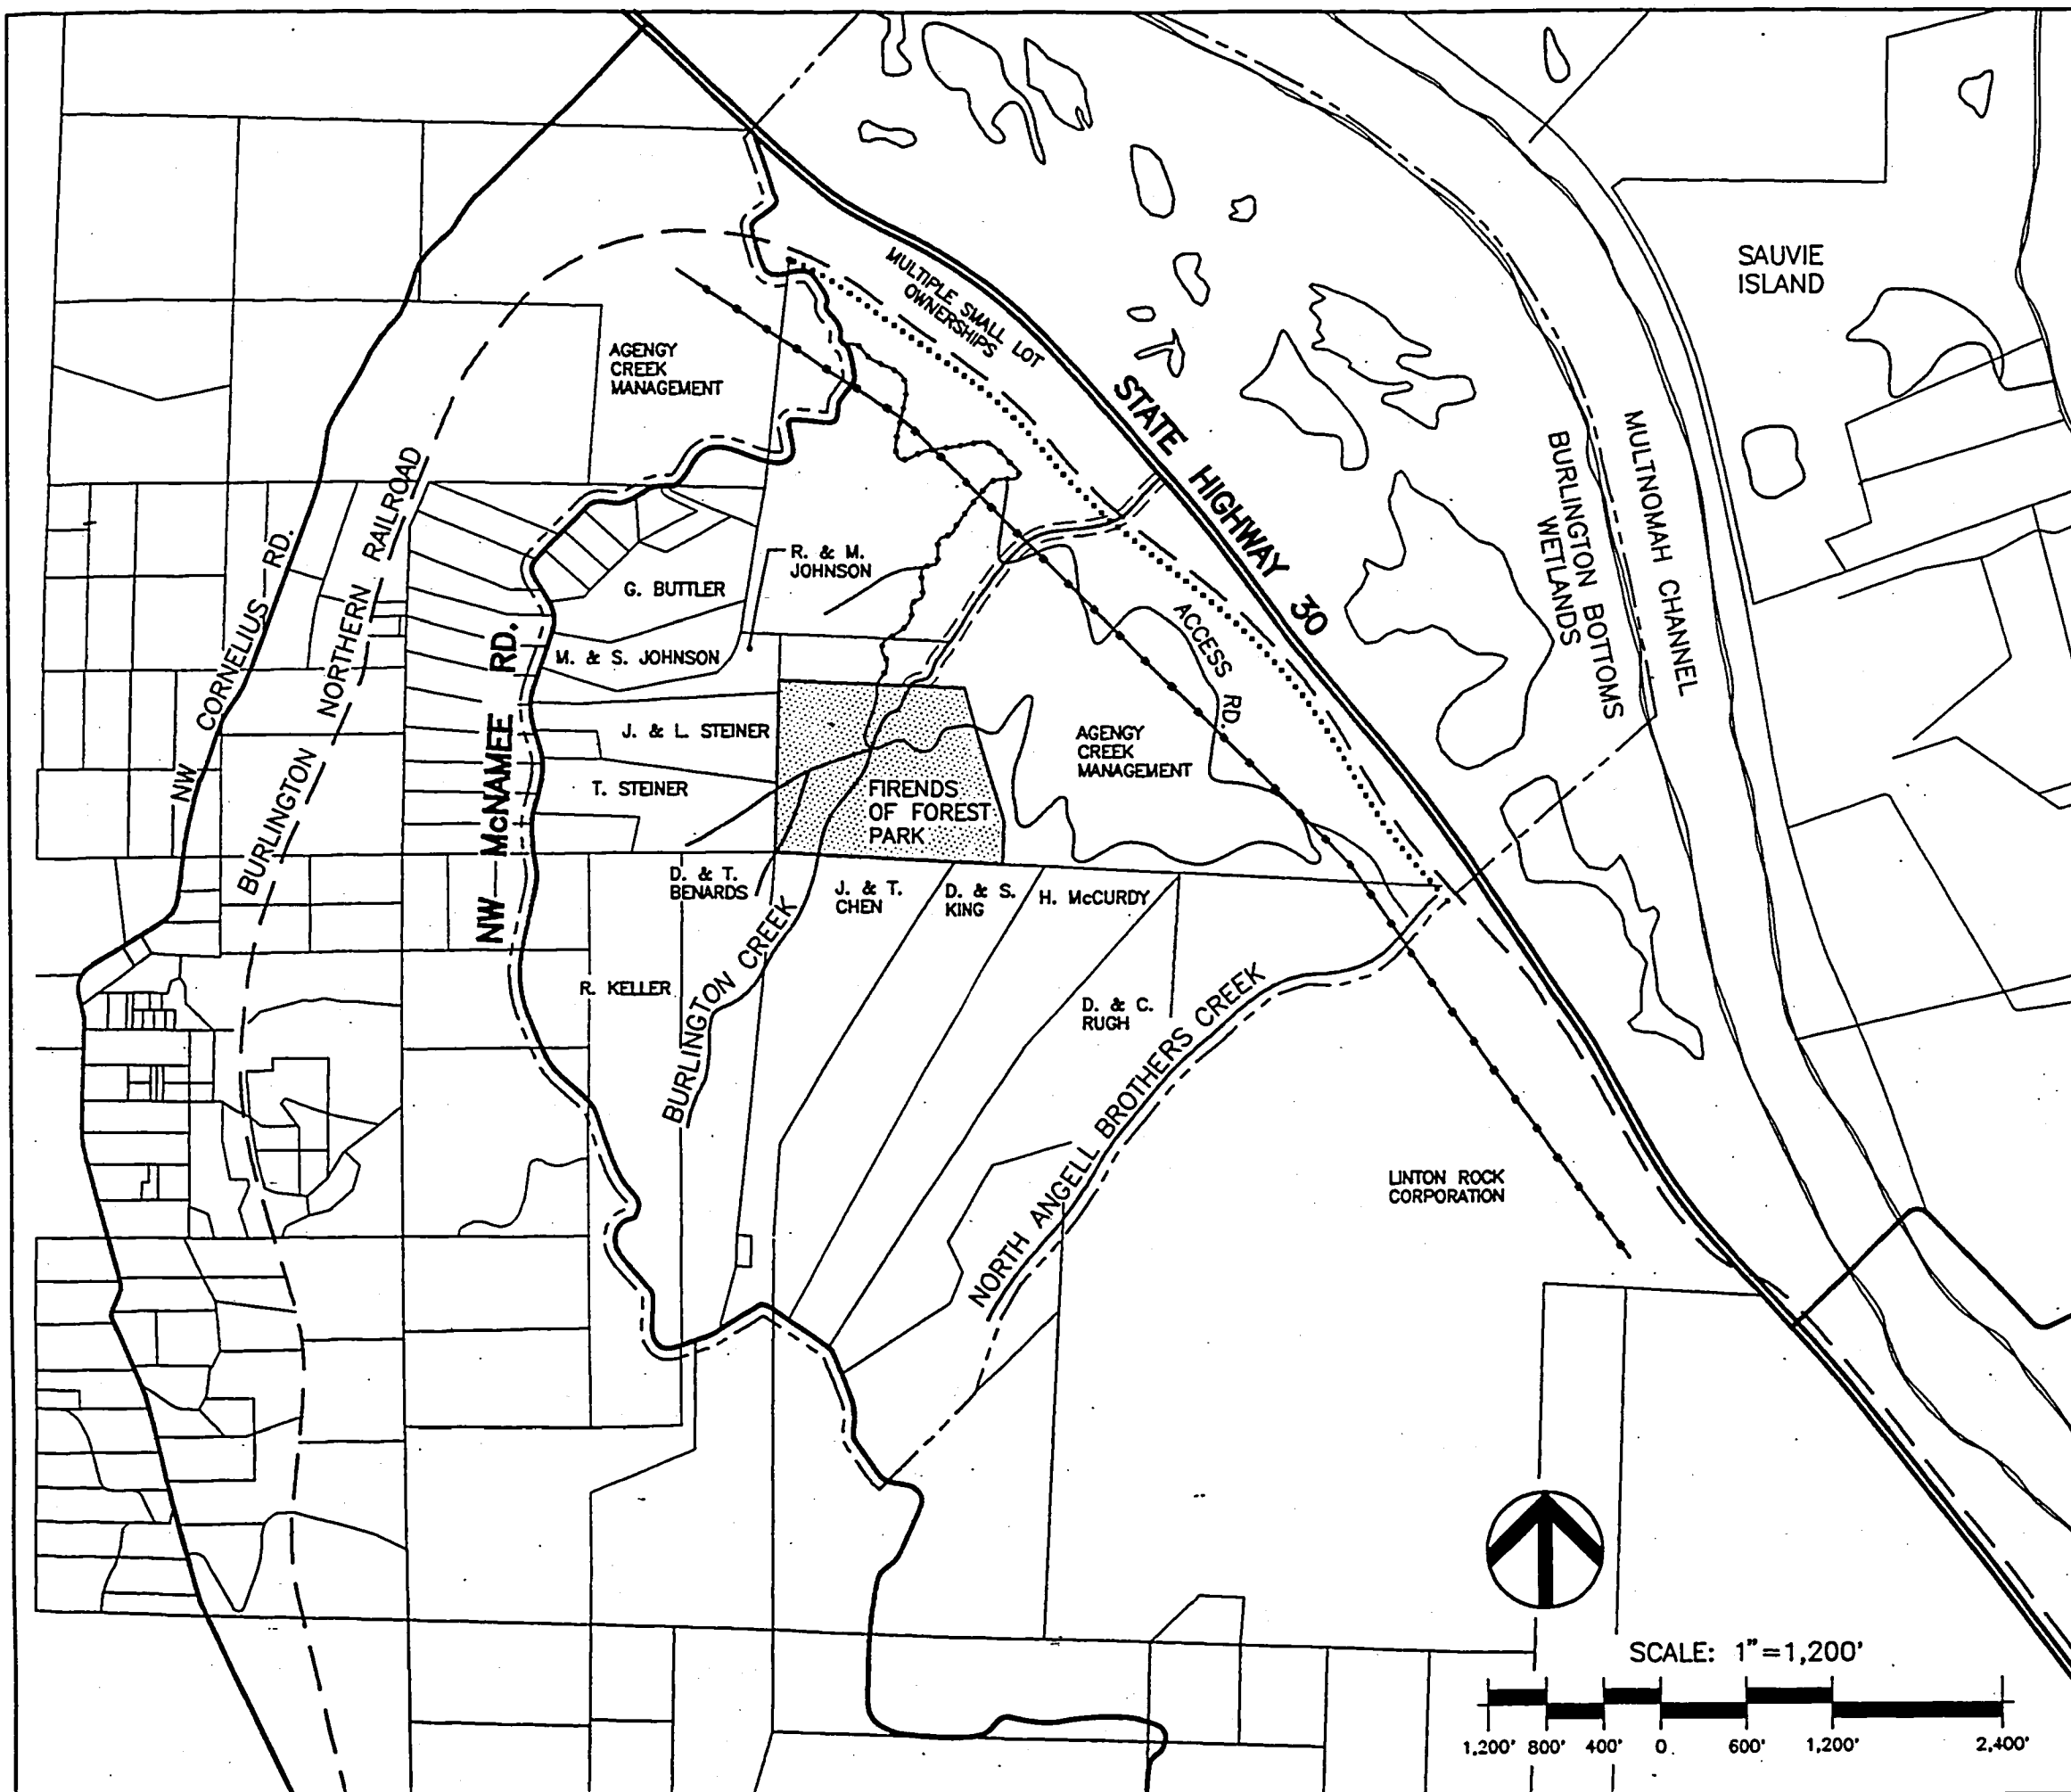 SAUVIE
ISLAND
MULTIPLE SMALL LOT
OWNERSHIPS
AGENGY
CREEK
MANAGEMENT
STATE HIGHWAY 30
MULTNOMAH CHANNEL
BURLINGTON BOTTOMS
WETLANDS
NW CORNELIUS RD.
BURLINGTON NORTHERN RAILROAD
R. & M.
JOHNSON
G. BUTTLER
NW McNAMEE RD.
M. & S. JOHNSON
ACCESS RD.
J. & L. STEINER
AGENGY
CREEK
MANAGEMENT
T. STEINER
FIRENDS
OF FOREST
PARK
D. & T.
BENARDS
J. & T.
CHEN
D. & S.
KING
H. McCURDY
R. KELLER
BURLINGTON CREEK
D. & C.
RUGH
NORTH ANGELL BROTHERS CREEK
LINTON ROCK
CORPORATION
SCALE: 1"=1,200'
1,200' 800' 400' 0 600' 1,200' 2,400'